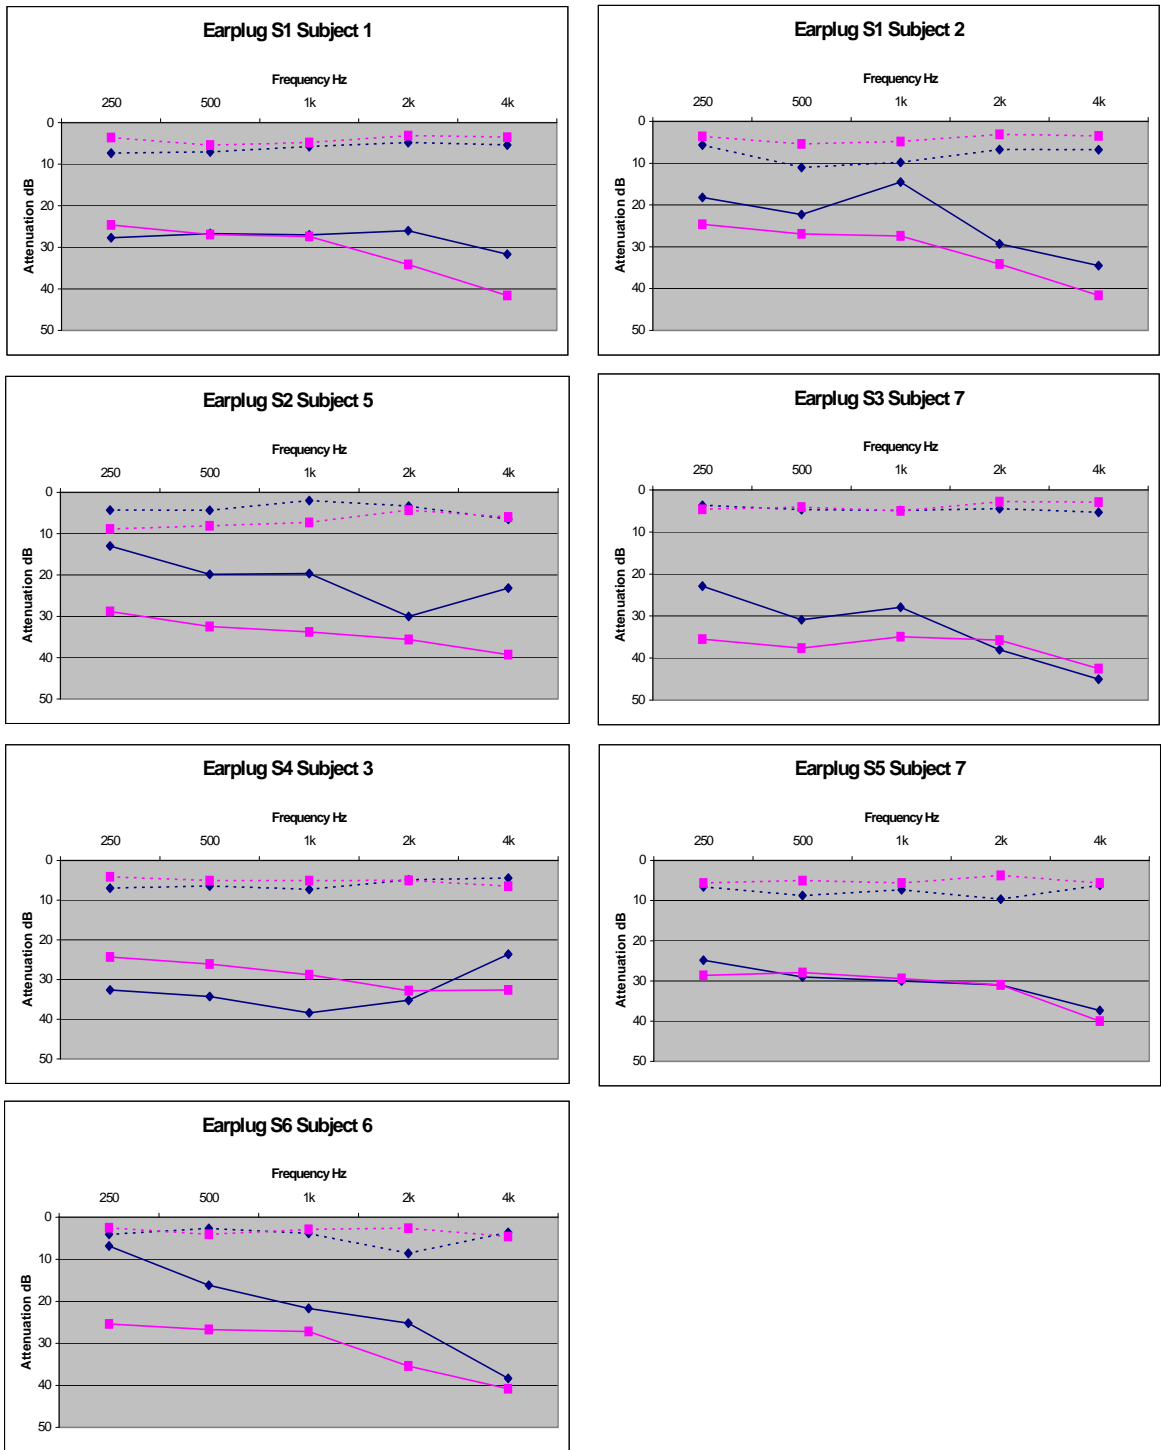 Earplug S1 Subject 1
Frequency Hz
250 500 1k 2k 4k
Attenuation dB
0
10
20
30
40
50
Earplug S1 Subject 2
Frequency Hz
250 500 1k 2k 4k
Attenuation dB
0
10
20
30
40
50
Earplug S2 Subject 5
Frequency Hz
250 500 1k 2k 4k
Attenuation dB
0
10
20
30
40
50
Earplug S3 Subject 7
Frequency Hz
250 500 1k 2k 4k
Attenuation dB
0
10
20
30
40
50
Earplug S4 Subject 3
Frequency Hz
250 500 1k 2k 4k
Attenuation dB
0
10
20
30
40
50
Earplug S5 Subject 7
Frequency Hz
250 500 1k 2k 4k
Attenuation dB
0
10
20
30
40
50
Earplug S6 Subject 6
Frequency Hz
250 500 1k 2k 4k
Attenuation dB
0
10
20
30
40
50